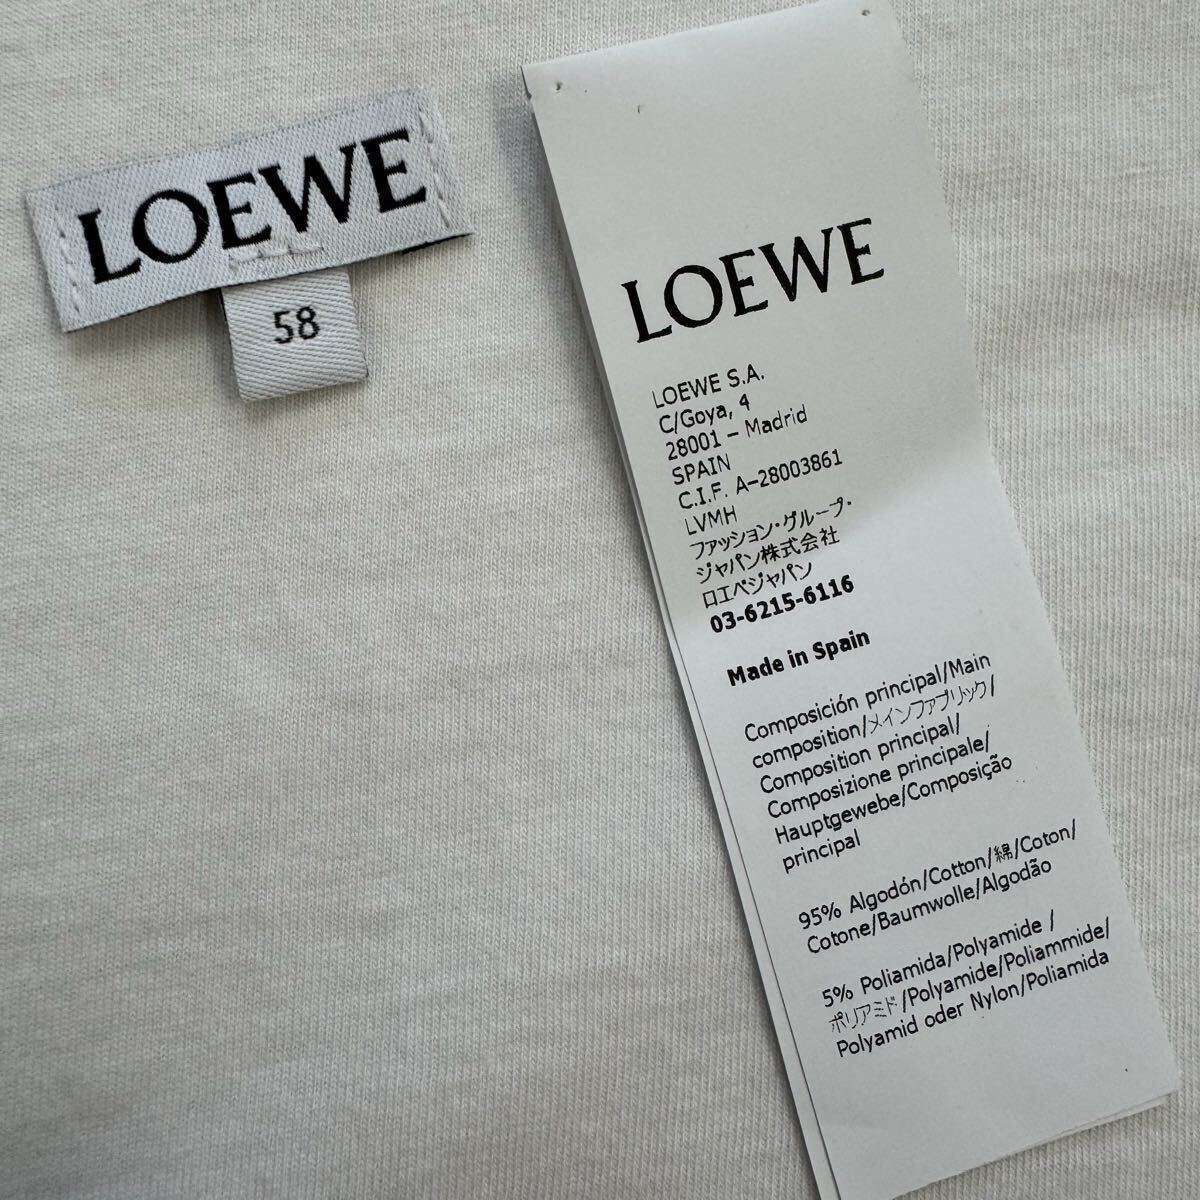 LOEWE
58
LOEWE
LOEWE S.A.
C/Goya, 4
28001 - Madrid
SPAIN
C.I.F. A-28003861
LVMH
ファッション・グループ・
ジャパン株式会社
ロエベジャパン
03-6215-6116
Made in Spain
Composición principal/Main
composition/メインファブリック/
Composition principal/
Composizione principale/
Hauptgewebe/Composição
principal
95% Algodón/Cotton/綿/Coton/
Cotone/Baumwolle/Algodão
5% Poliamida/Polyamide /
ポリアミド/Polyamide/Poliammide/
Polyamid oder Nylon/Poliamida